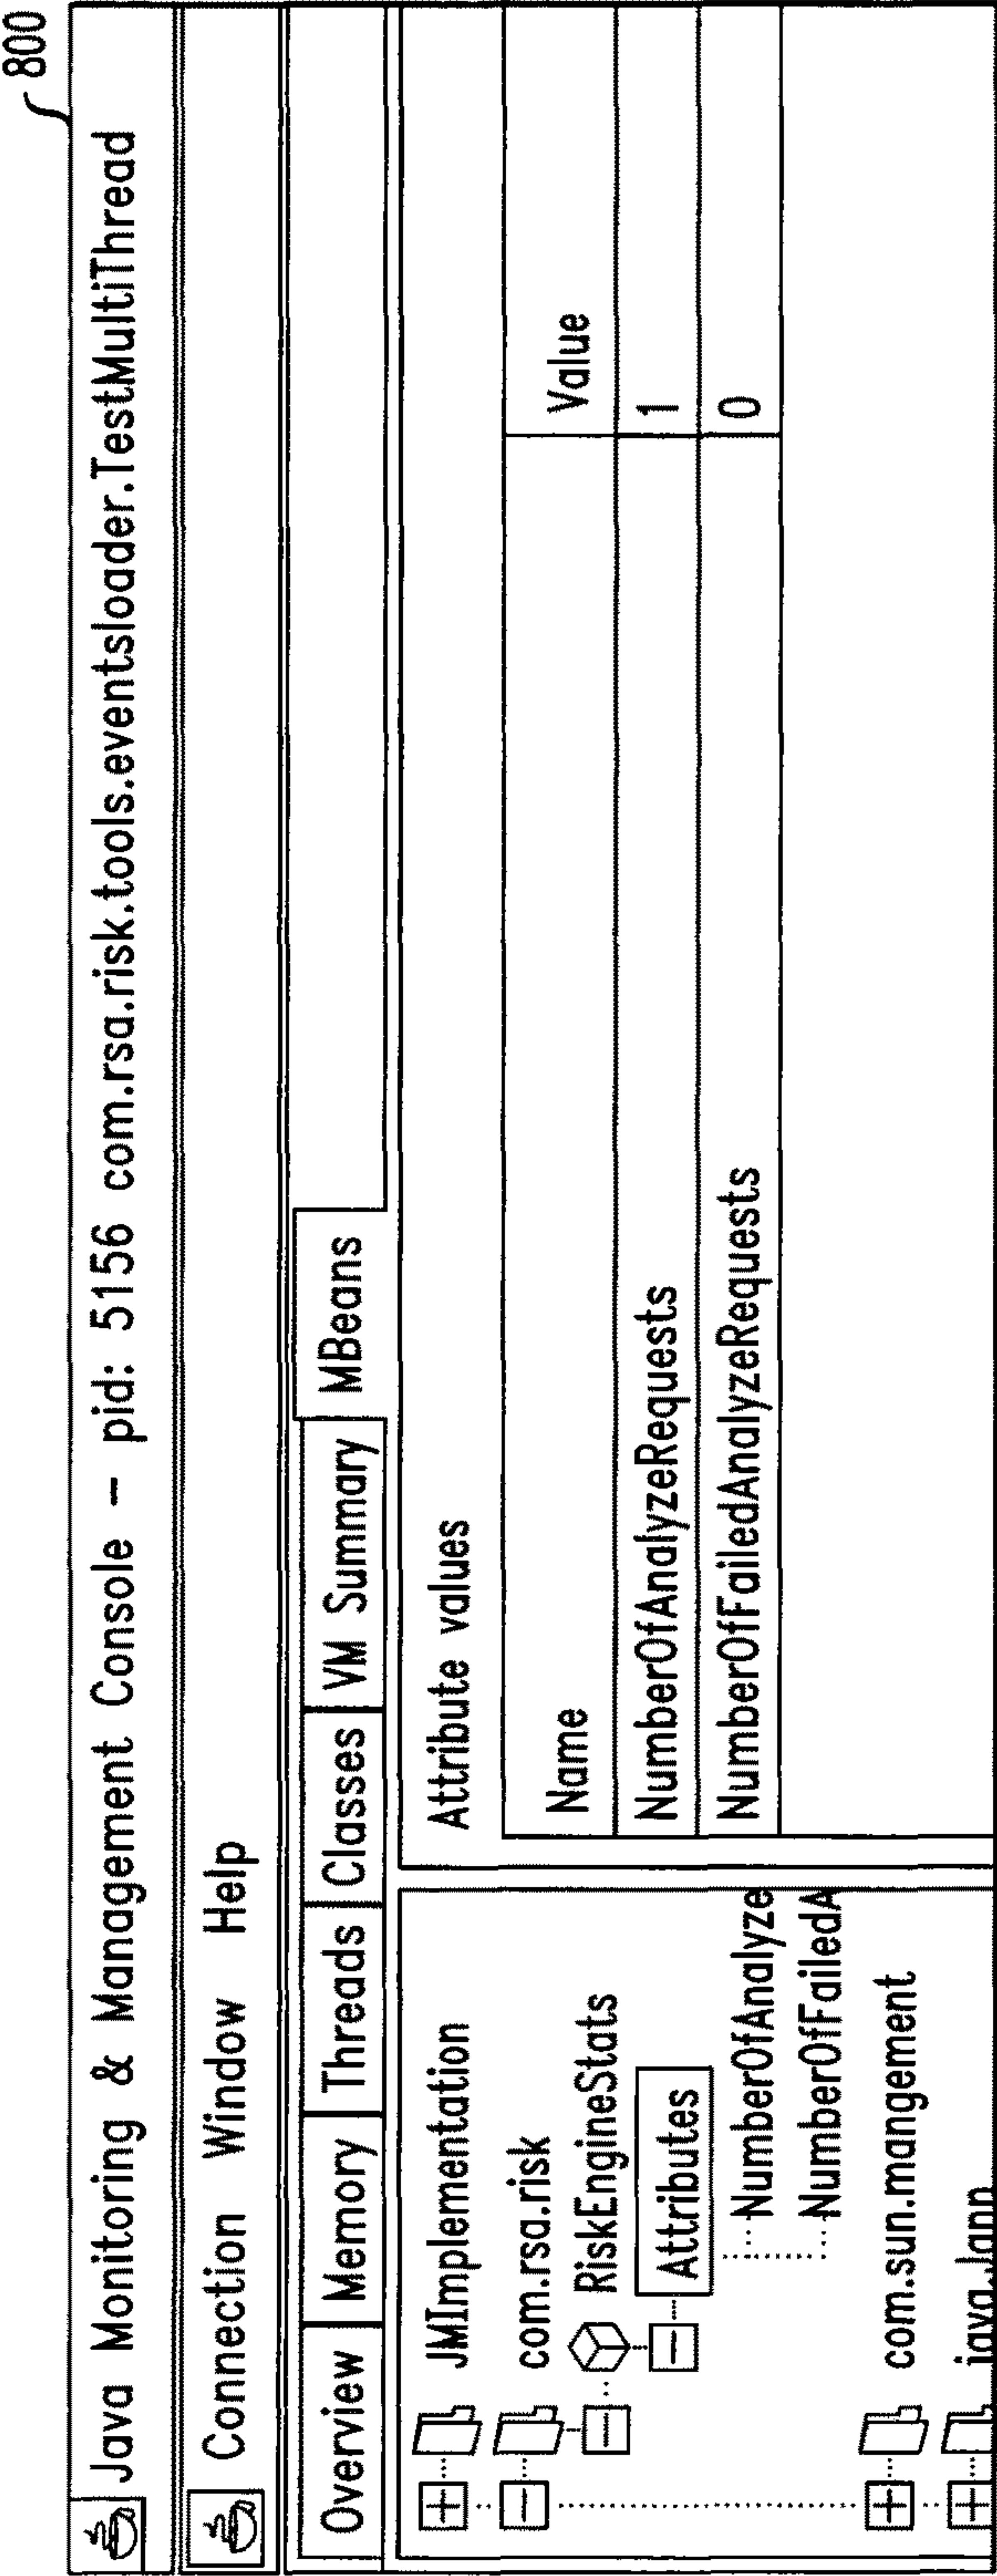 800
Java Monitoring & Management Console – pid: 5156 com.rsa.risk.tools.eventsloader.TestMultiThread
Connection Window Help
Overview Memory Threads Classes VM Summary MBeans
JMImplementation
com.rsa.risk
RiskEngineStats
Attributes
NumberOfAnalyze
NumberOfFailedA
com.sun.mangement
Attribute values
Name Value
NumberOfAnalyzeRequests 1
NumberOfFailedAnalyzeRequests 0